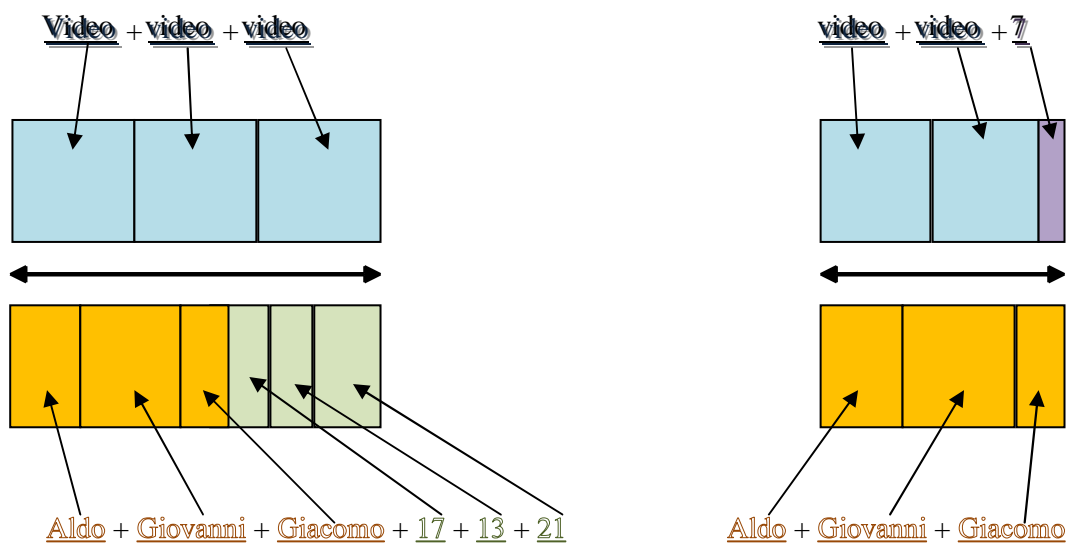 Video + video + video
video + video + 7
Aldo + Giovanni + Giacomo + 17 + 13 + 21
Aldo + Giovanni + Giacomo